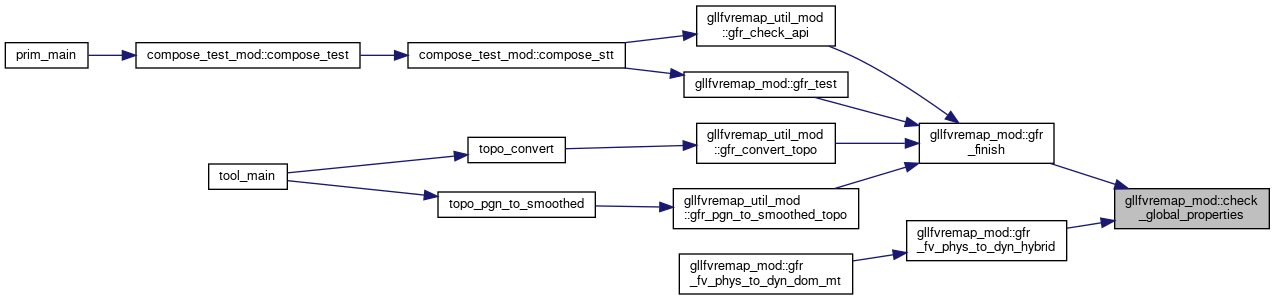 prim_main
compose_test_mod::compose_test
compose_test_mod::compose_stt
gllfvremap_util_mod
::gfr_check_api
gllfvremap_mod::gfr_test
tool_main
topo_convert
gllfvremap_util_mod
::gfr_convert_topo
topo_pgn_to_smoothed
gllfvremap_util_mod
::gfr_pgn_to_smoothed_topo
gllfvremap_mod::gfr
_finish
gllfvremap_mod::check
_global_properties
gllfvremap_mod::gfr
_fv_phys_to_dyn_hybrid
gllfvremap_mod::gfr
_fv_phys_to_dyn_dom_mt